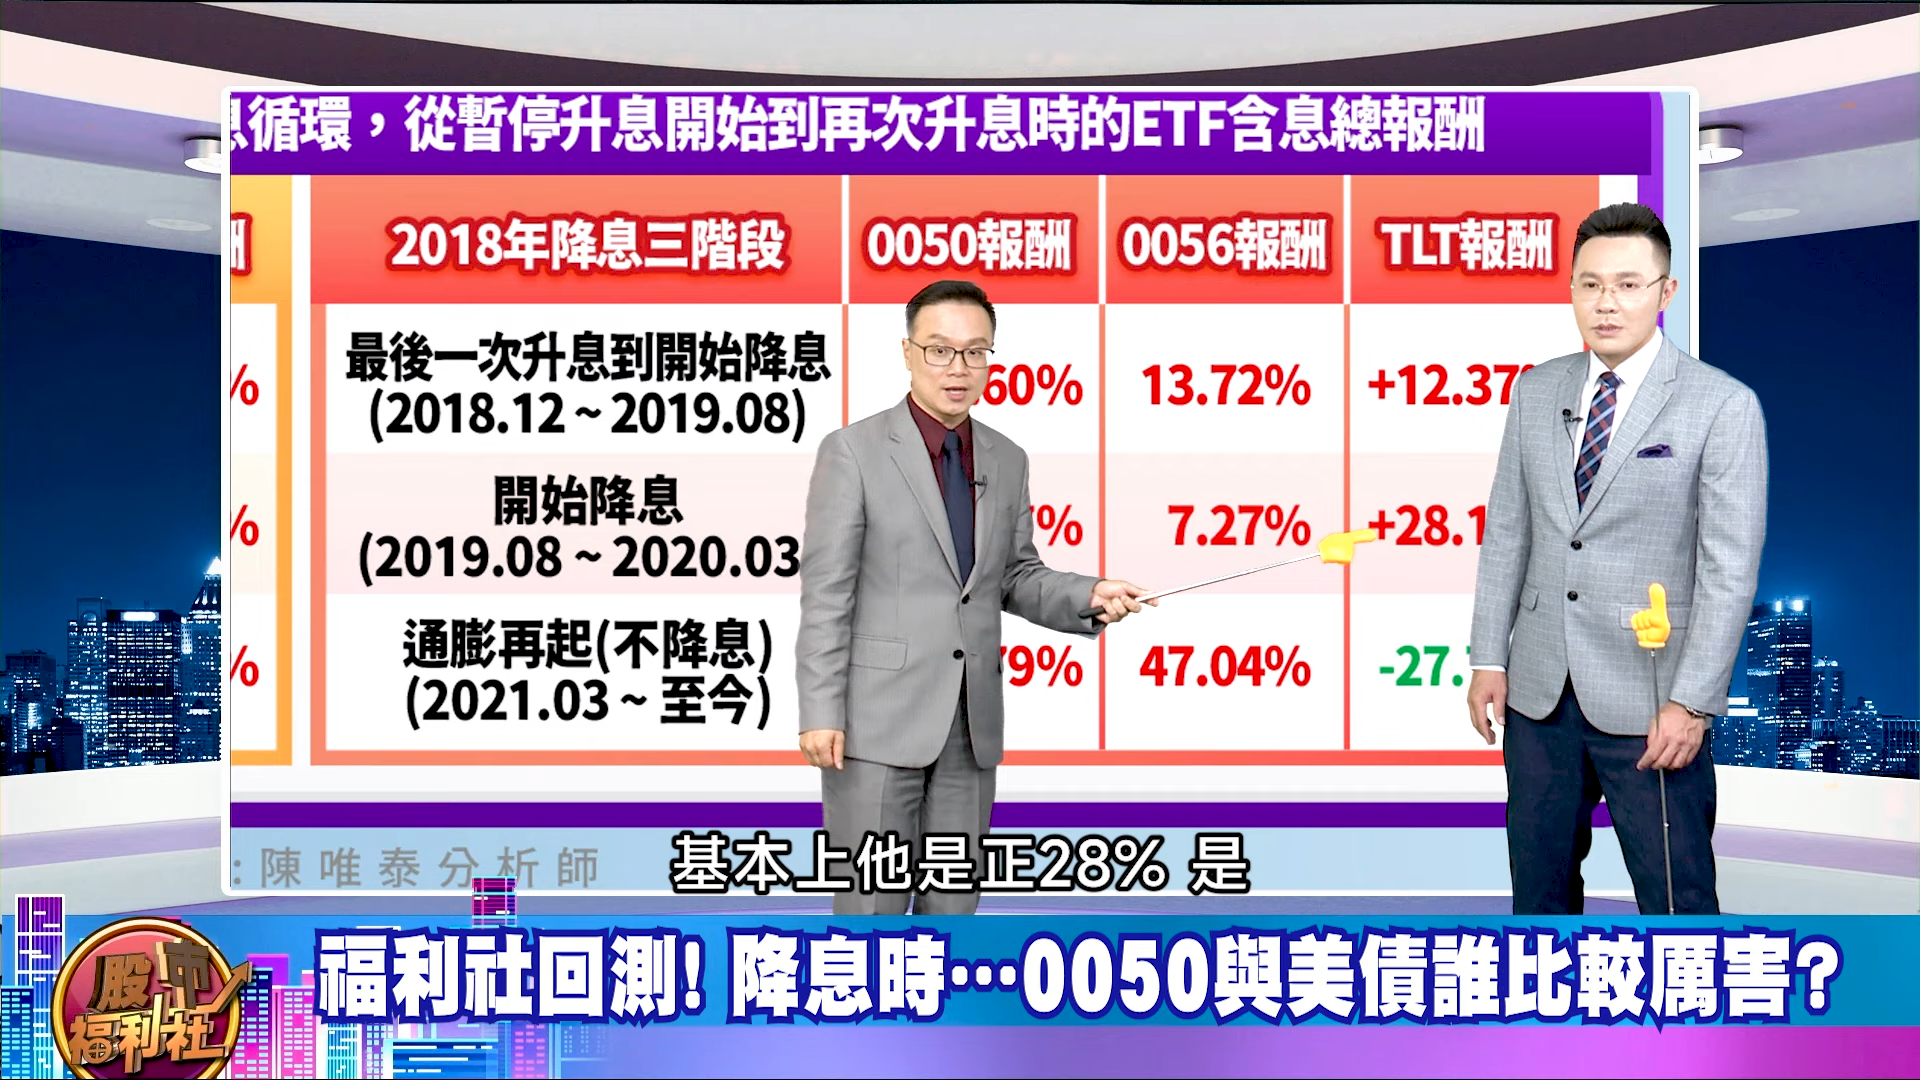 息循環，從暫停升息開始到再次升息時的ETF含息總報酬
酬
2018年降息三階段 0050報酬 0056報酬 TLT報酬
% 最後一次升息到開始降息 .60% 13.72% +12.37%
(2018.12~2019.08)
% 開始降息 7% 7.27% +28.1
(2019.08~2020.03
% 通膨再起(不降息) 79% 47.04% -27.
(2021.03~至今)
:陳唯泰分析師
基本上他是正28% 是
股市福利社
福利社回測!降息時…0050與美債誰比較厲害?